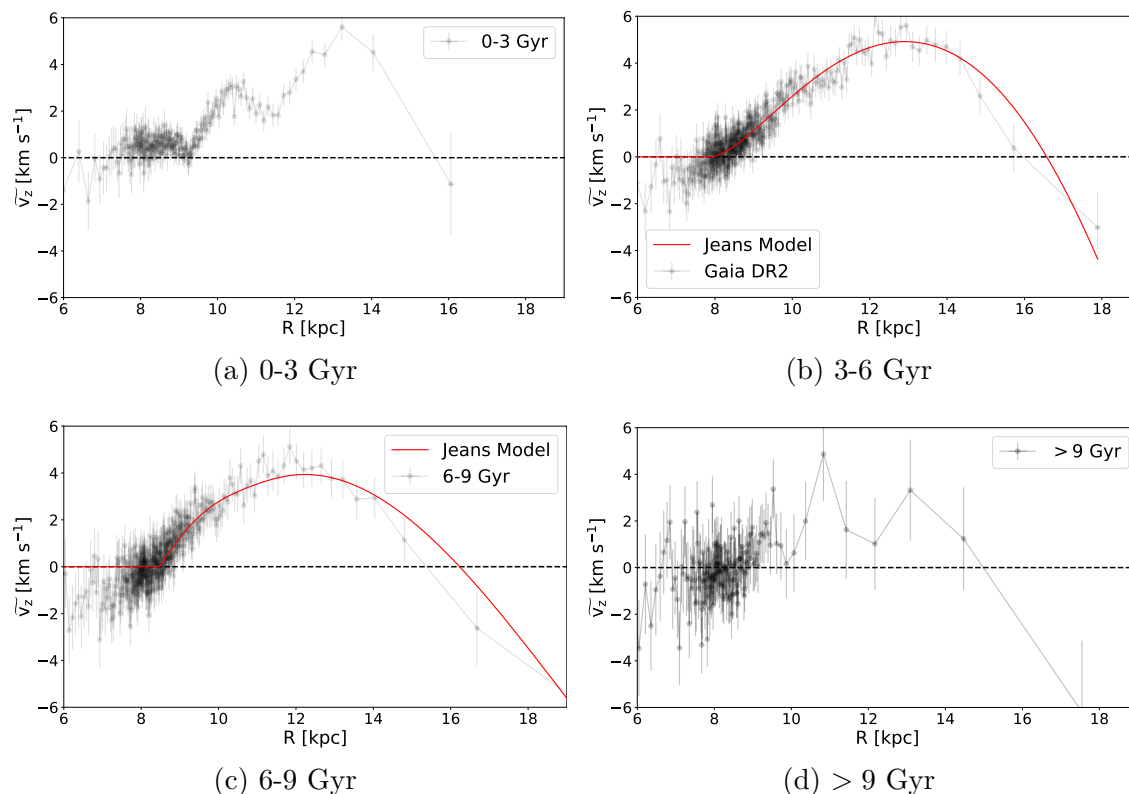 6
4
2
0
−2
−4
−6
6 8 10 12 14 16 18
R [kpc]
ṽz [km s⁻¹]
0-3 Gyr
(a) 0-3 Gyr
6
4
2
0
−2
−4
−6
6 8 10 12 14 16 18
R [kpc]
ṽz [km s⁻¹]
Jeans Model
Gaia DR2
(b) 3-6 Gyr
6
4
2
0
−2
−4
−6
6 8 10 12 14 16 18
R [kpc]
ṽz [km s⁻¹]
Jeans Model
6-9 Gyr
(c) 6-9 Gyr
6
4
2
0
−2
−4
−6
6 8 10 12 14 16 18
R [kpc]
ṽz [km s⁻¹]
> 9 Gyr
(d) > 9 Gyr